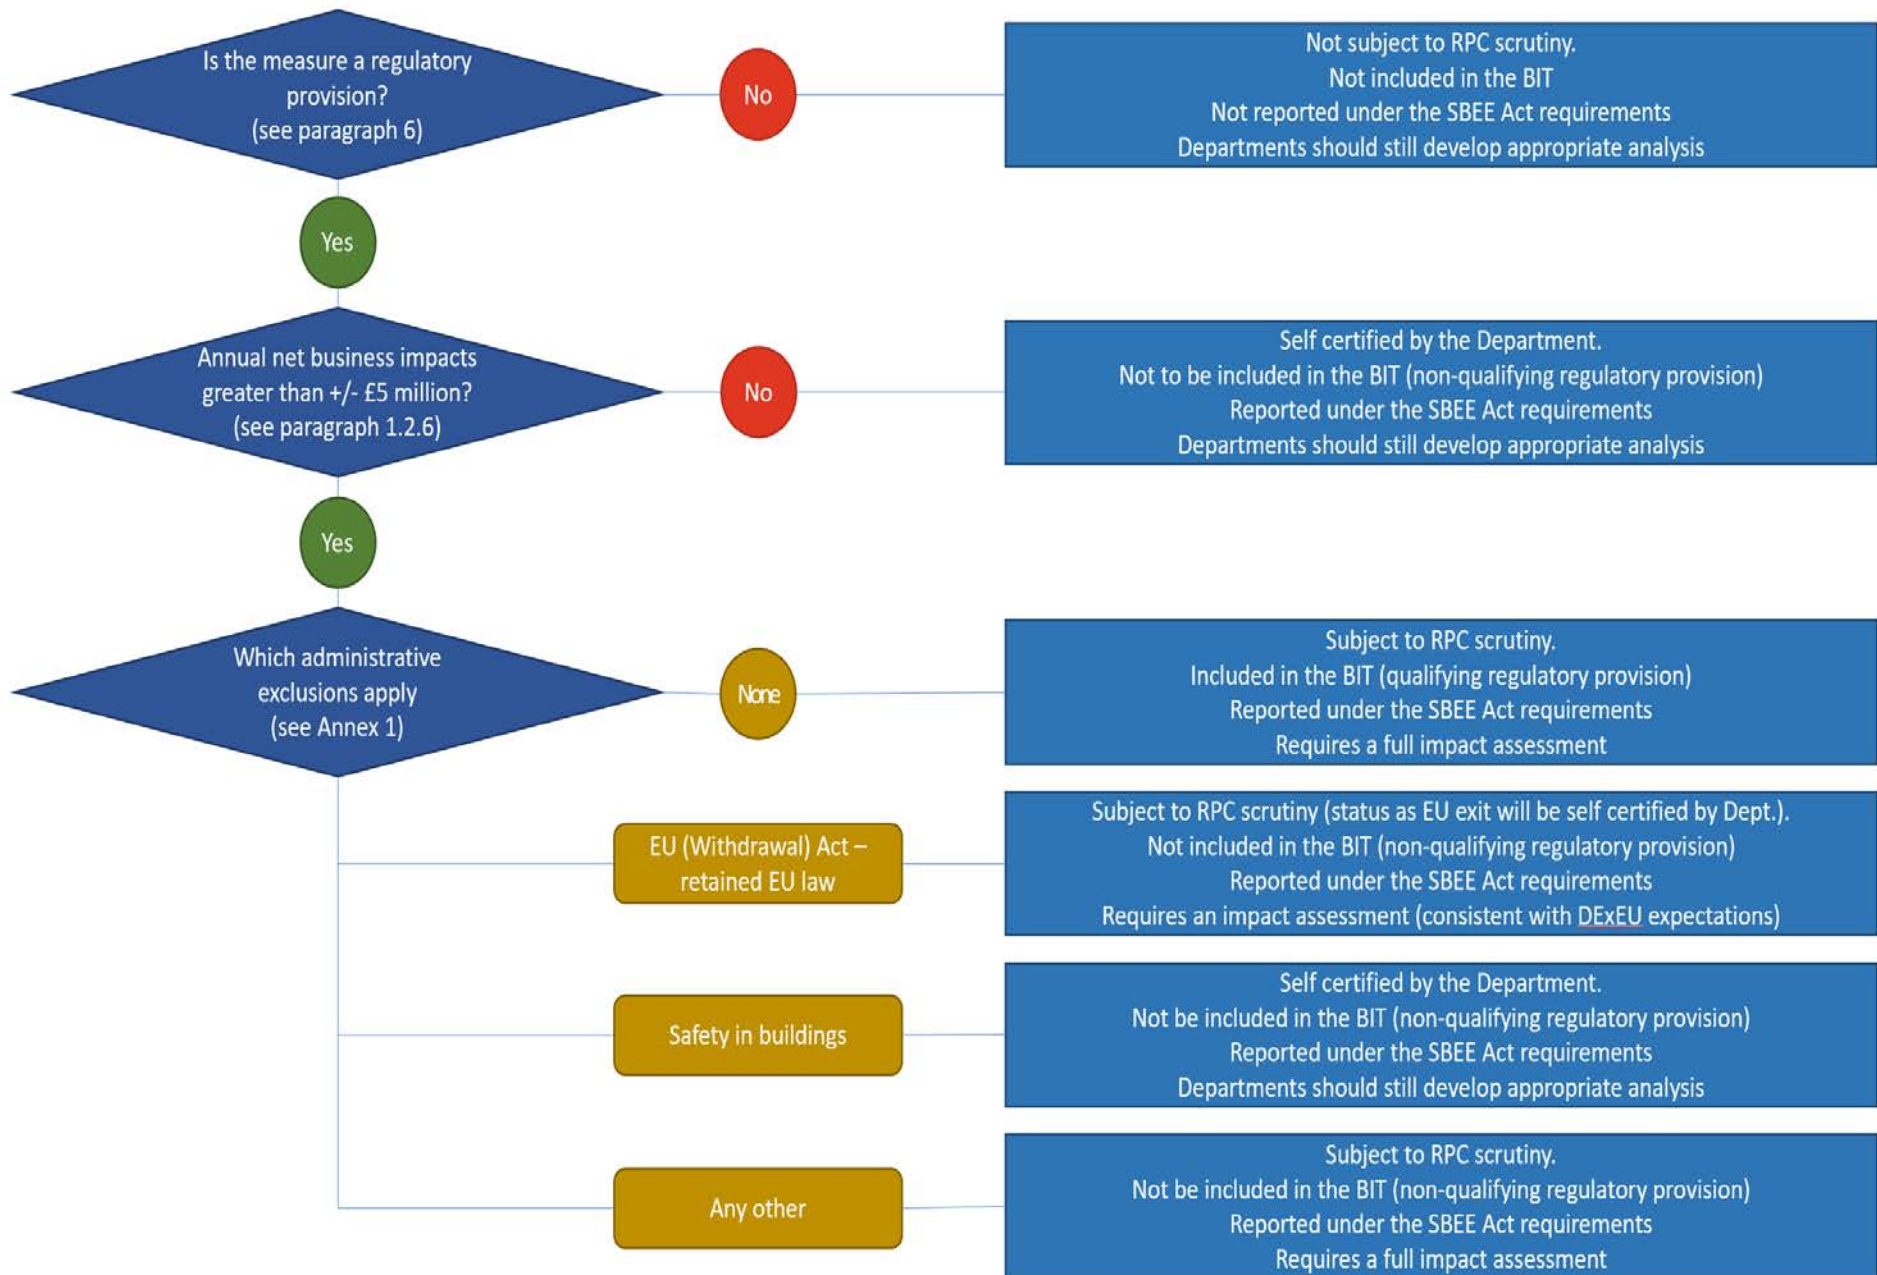 Is the measure a regulatory
provision?
(see paragraph 6)
No
Not subject to RPC scrutiny.
Not included in the BIT
Not reported under the SBEE Act requirements
Departments should still develop appropriate analysis
Yes
Annual net business impacts
greater than +/- £5 million?
(see paragraph 1.2.6)
No
Self certified by the Department.
Not to be included in the BIT (non-qualifying regulatory provision)
Reported under the SBEE Act requirements
Departments should still develop appropriate analysis
Yes
Which administrative
exclusions apply
(see Annex 1)
None
Subject to RPC scrutiny.
Included in the BIT (qualifying regulatory provision)
Reported under the SBEE Act requirements
Requires a full impact assessment
EU (Withdrawal) Act –
retained EU law
Subject to RPC scrutiny (status as EU exit will be self certified by Dept.).
Not included in the BIT (non-qualifying regulatory provision)
Reported under the SBEE Act requirements
Requires an impact assessment (consistent with DExEU expectations)
Safety in buildings
Self certified by the Department.
Not be included in the BIT (non-qualifying regulatory provision)
Reported under the SBEE Act requirements
Departments should still develop appropriate analysis
Any other
Subject to RPC scrutiny.
Not be included in the BIT (non-qualifying regulatory provision)
Reported under the SBEE Act requirements
Requires a full impact assessment